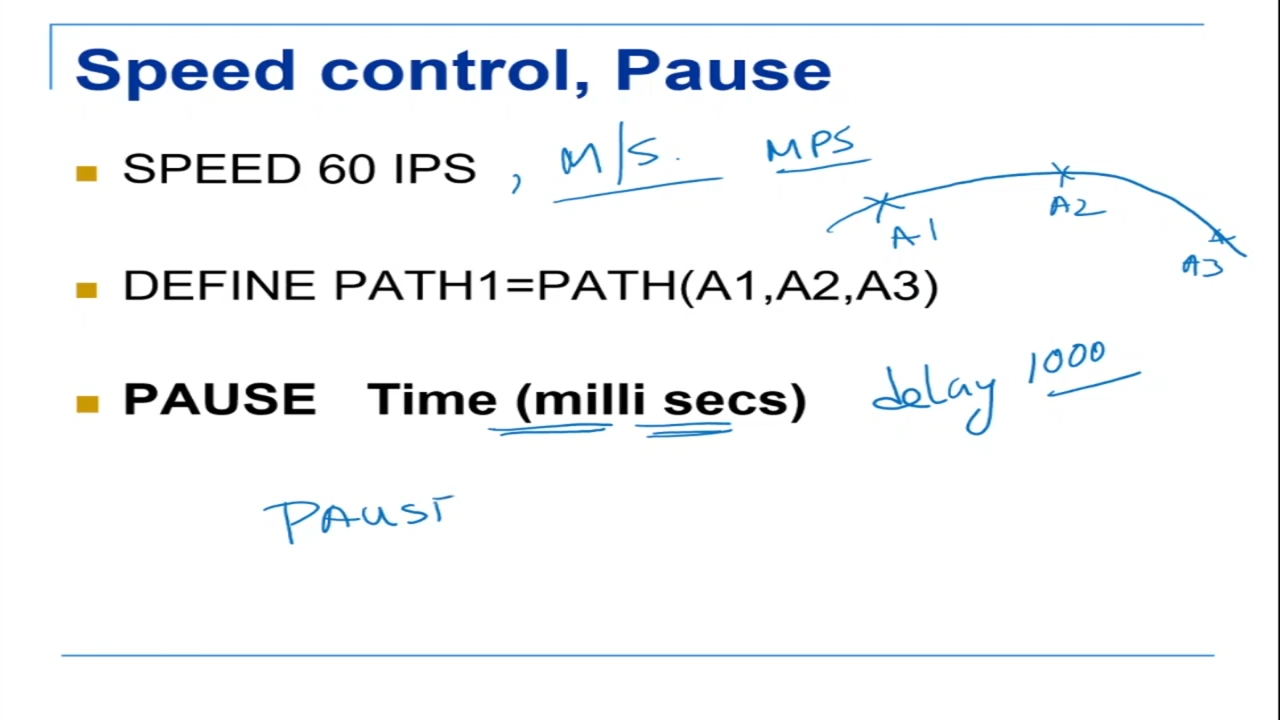 Speed control, Pause
SPEED 60 IPS , M/S. MPS
A1 A2 A3
DEFINE PATH1=PATH(A1,A2,A3)
PAUSE Time (milli secs) delay 1000
PAUST